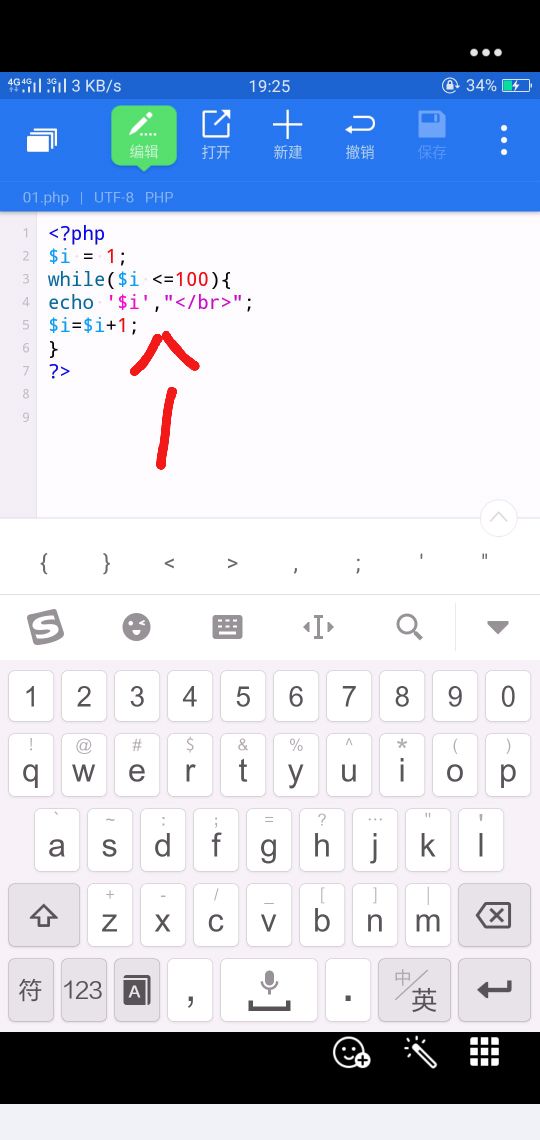 4G 4G 3G 3 KB/s 19:25 34%
编辑 打开 新建 撤销 保存
01.php | UTF-8 PHP
1 <?php
2 $i = 1;
3 while($i <=100){
4 echo '$i',"</br>";
5 $i=$i+1;
6 }
7 ?>
8
9
{ } < > , ; ' "
S
1 2 3 4 5 6 7 8 9 0
! @ # $ & % ^ * ( )
q w e r t y u i o p
` ~ : ; = ? … " '
a s d f g h j k l
+ - / _ [ ] |
z x c v b n m
符 123 A , . 中/英